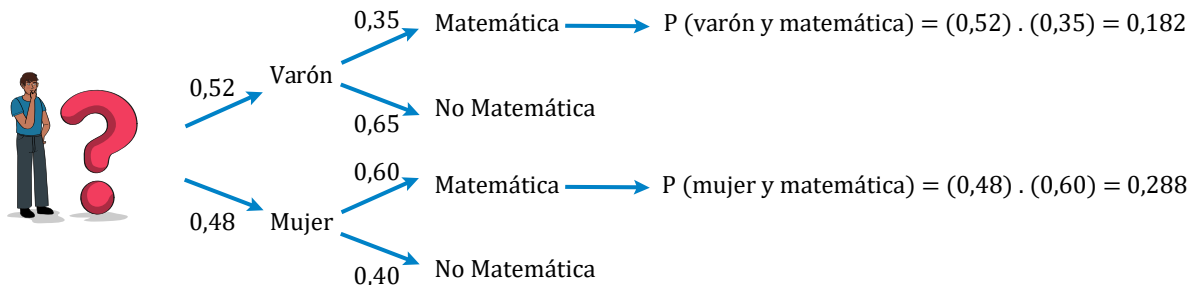 0,35 Matemática P (varón y matemática) = (0,52) . (0,35) = 0,182
Varón
0,52
No Matemática
0,65
0,60 Matemática P (mujer y matemática) = (0,48) . (0,60) = 0,288
0,48 Mujer
0,40 No Matemática